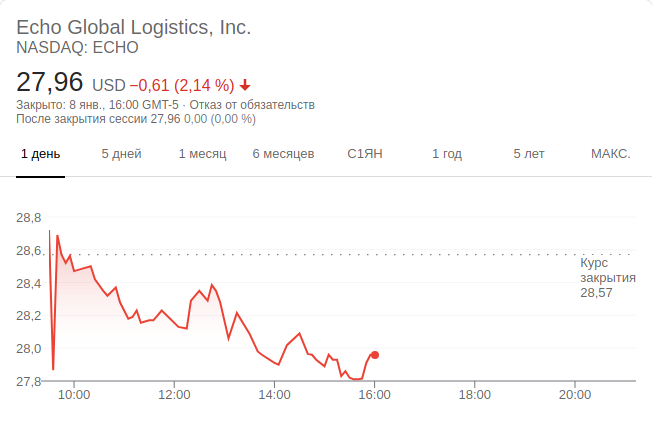 Echo Global Logistics, Inc.
NASDAQ: ECHO
27,96 USD −0,61 (2,14 %)
Закрыто: 8 янв., 16:00 GMT-5 · Отказ от обязательств
После закрытия сессии 27,96 0,00 (0,00 %)
1 день 5 дней 1 месяц 6 месяцев С1ЯН 1 год 5 лет МАКС.
28,8
28,6
Курс
закрытия
28,57
28,4
28,2
28,0
27,8
10:00 12:00 14:00 16:00 18:00 20:00